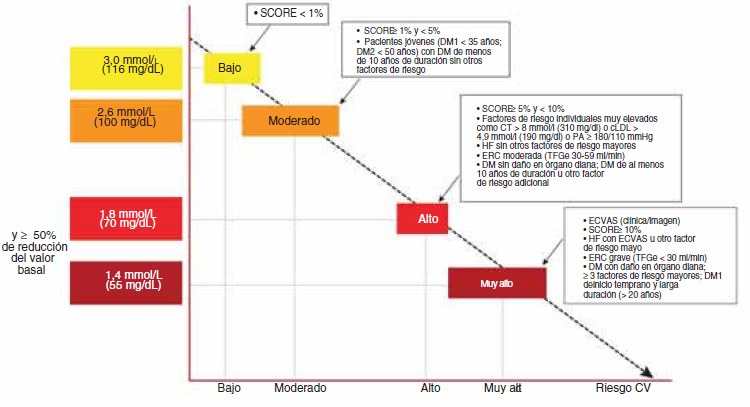 • SCORE < 1%
• SCORE≥ 1% y < 5%
• Pacientes jóvenes (DM1 < 35 años;
DM2 < 50 años) con DM de menos
de 10 años de duración sin otros
factores de riesgo
3,0 mmol/L
(116 mg/dL)
Bajo
2,6 mmol/L
(100 mg/dL)
Moderado
• SCORE≥ 5% y < 10%
• Factores de riesgo individuales muy elevados
como CT > 8 mmol/l (310 mg/dl) o cLDL >
4,9 mmol/l (190 mg/dl) o PA ≥ 180/110 mmHg
• HF sin otros factores de riesgo mayores
• ERC moderada (TFGe 30-59 ml/min)
• DM sin daño en órgano diana; DM de al menos
10 años de duración u otro factor
de riesgo adicional
y ≥ 50%
de reducción
del valor
basal
1,8 mmol/L
(70 mg/dL)
Alto
• ECVAS (clínica/imagen)
• SCORE≥ 10%
• HF con ECVAS u otro factor
de riesgo mayo
• ERC grave (TFGe < 30 ml/min)
• DM con daño en órgano diana;
≥ 3 factores de riesgo mayores; DM1
deinicio temprano y larga
duración (> 20 años)
1,4 mmol/L
(55 mg/dL)
Muy alto
Bajo Moderado Alto Muy alt Riesgo CV